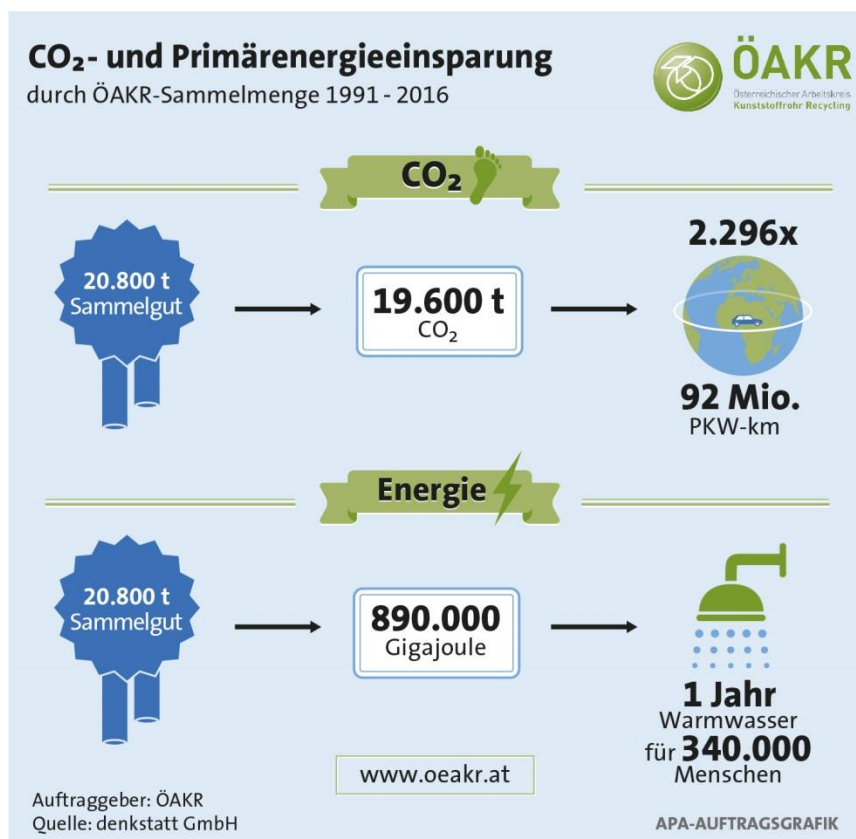 CO₂- und Primärenergieeinsparung
durch ÖAKR-Sammelmenge 1991 - 2016
ÖAKR
Österreichischer Arbeitskreis
Kunststoffrohr Recycling
CO₂
20.800 t
Sammelgut
19.600 t
CO₂
2.296x
92 Mio.
PKW-km
Energie
20.800 t
Sammelgut
890.000
Gigajoule
1 Jahr
Warmwasser
für 340.000
Menschen
www.oeakr.at
Auftraggeber: ÖAKR
Quelle: denkstatt GmbH
APA-AUFTRAGSGRAFIK